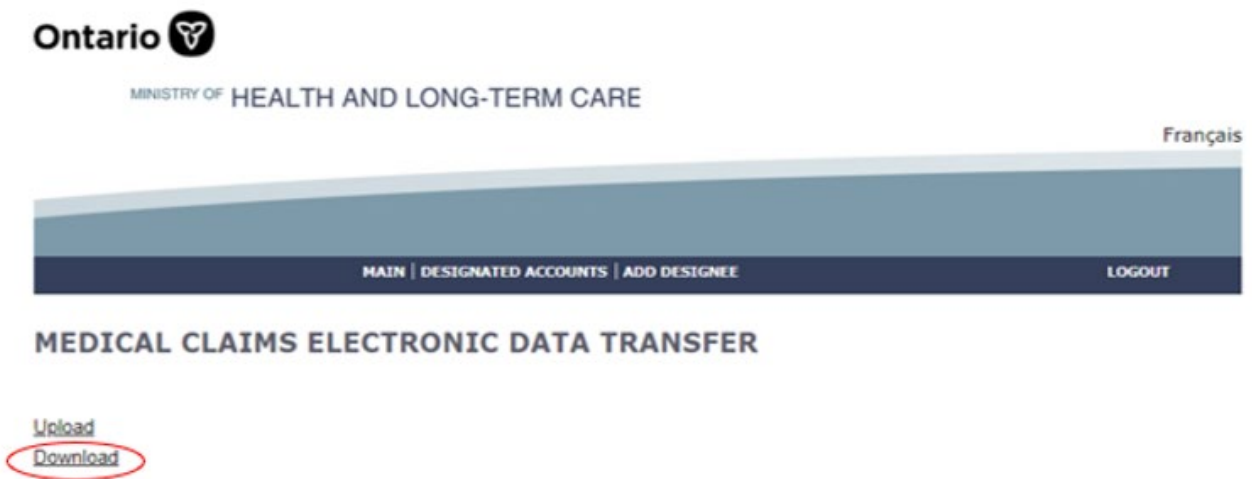 Ontario
MINISTRY OF HEALTH AND LONG-TERM CARE
Français
MAIN | DESIGNATED ACCOUNTS | ADD DESIGNEE LOGOUT
MEDICAL CLAIMS ELECTRONIC DATA TRANSFER
Upload
Download